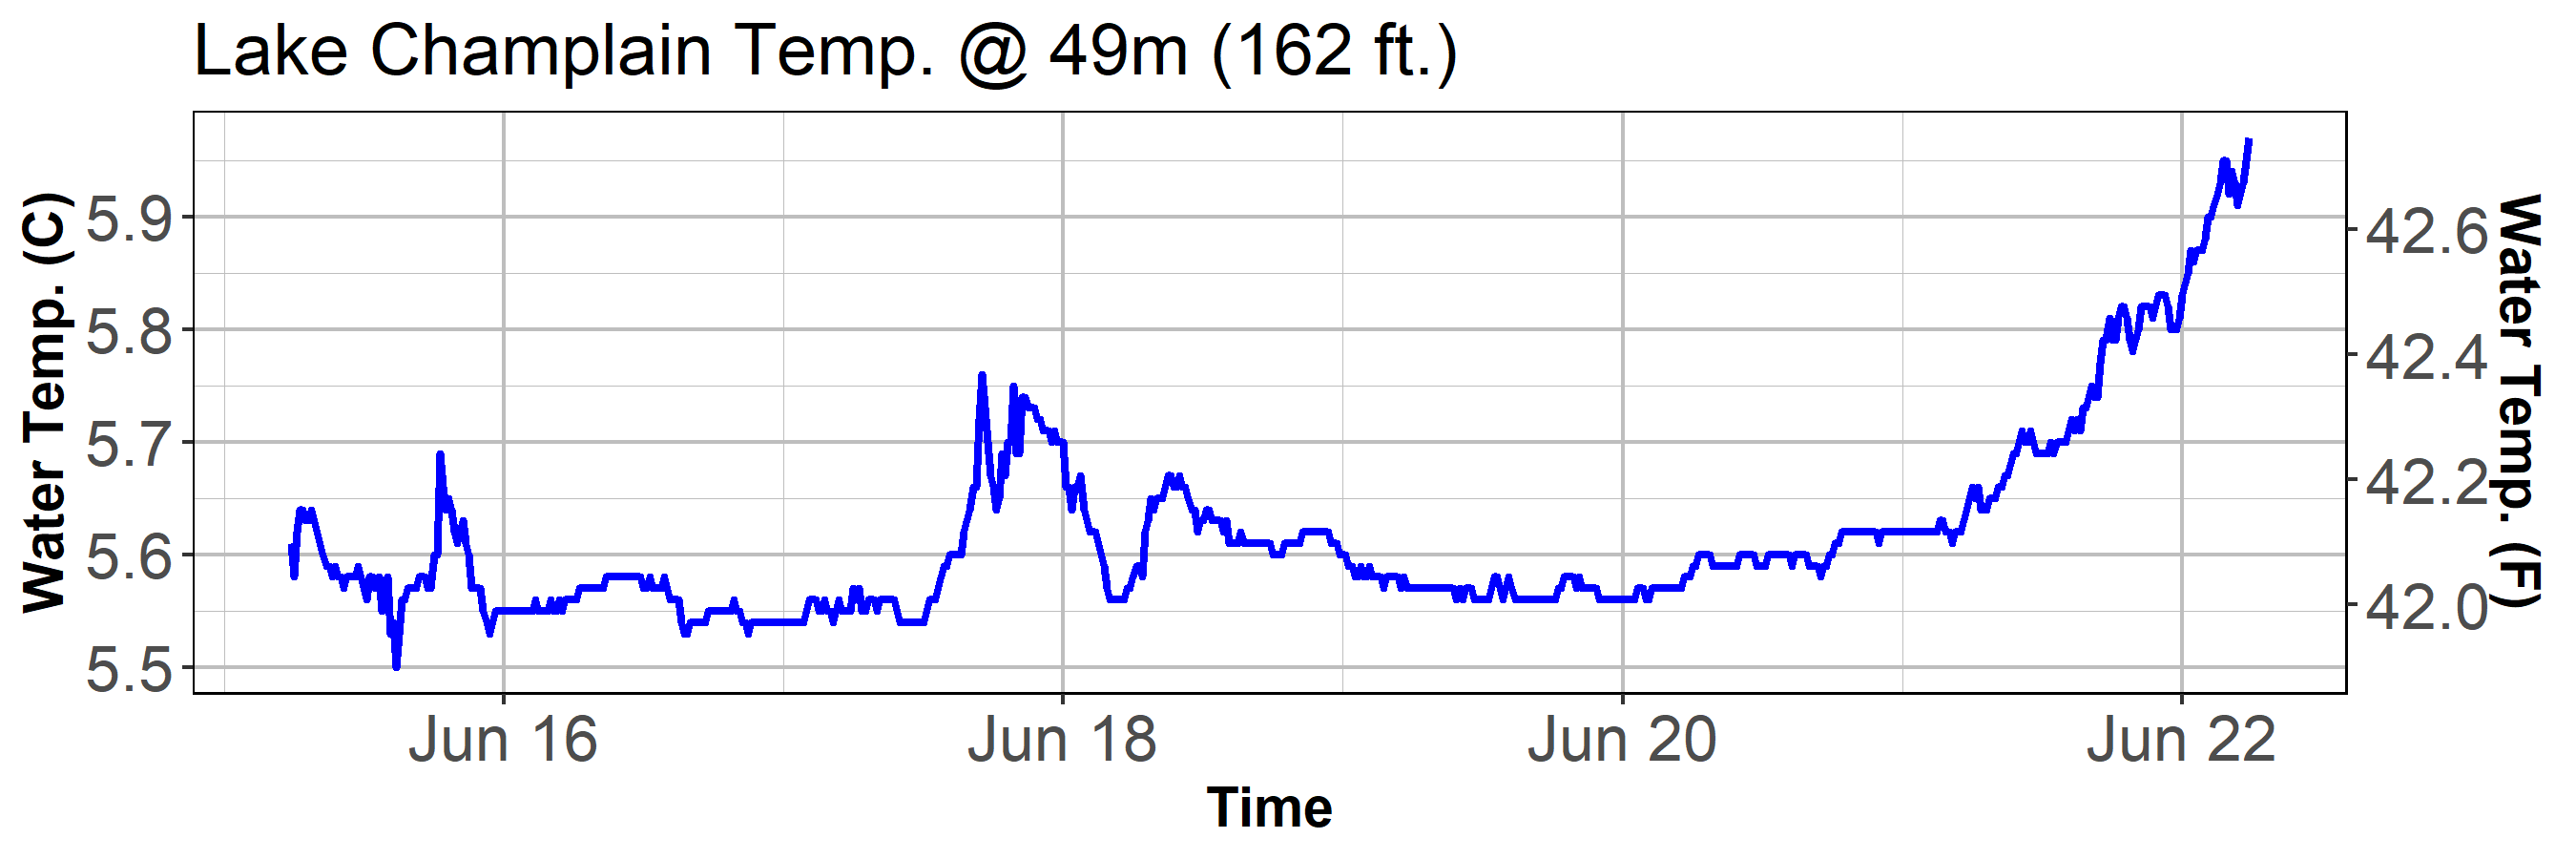 Lake Champlain Temp. @ 49m (162 ft.)
Water Temp. (C)
5.9
5.8
5.7
5.6
5.5
42.6
42.4
42.2
42.0
Water Temp. (F)
Jun 16
Jun 18
Jun 20
Jun 22
Time